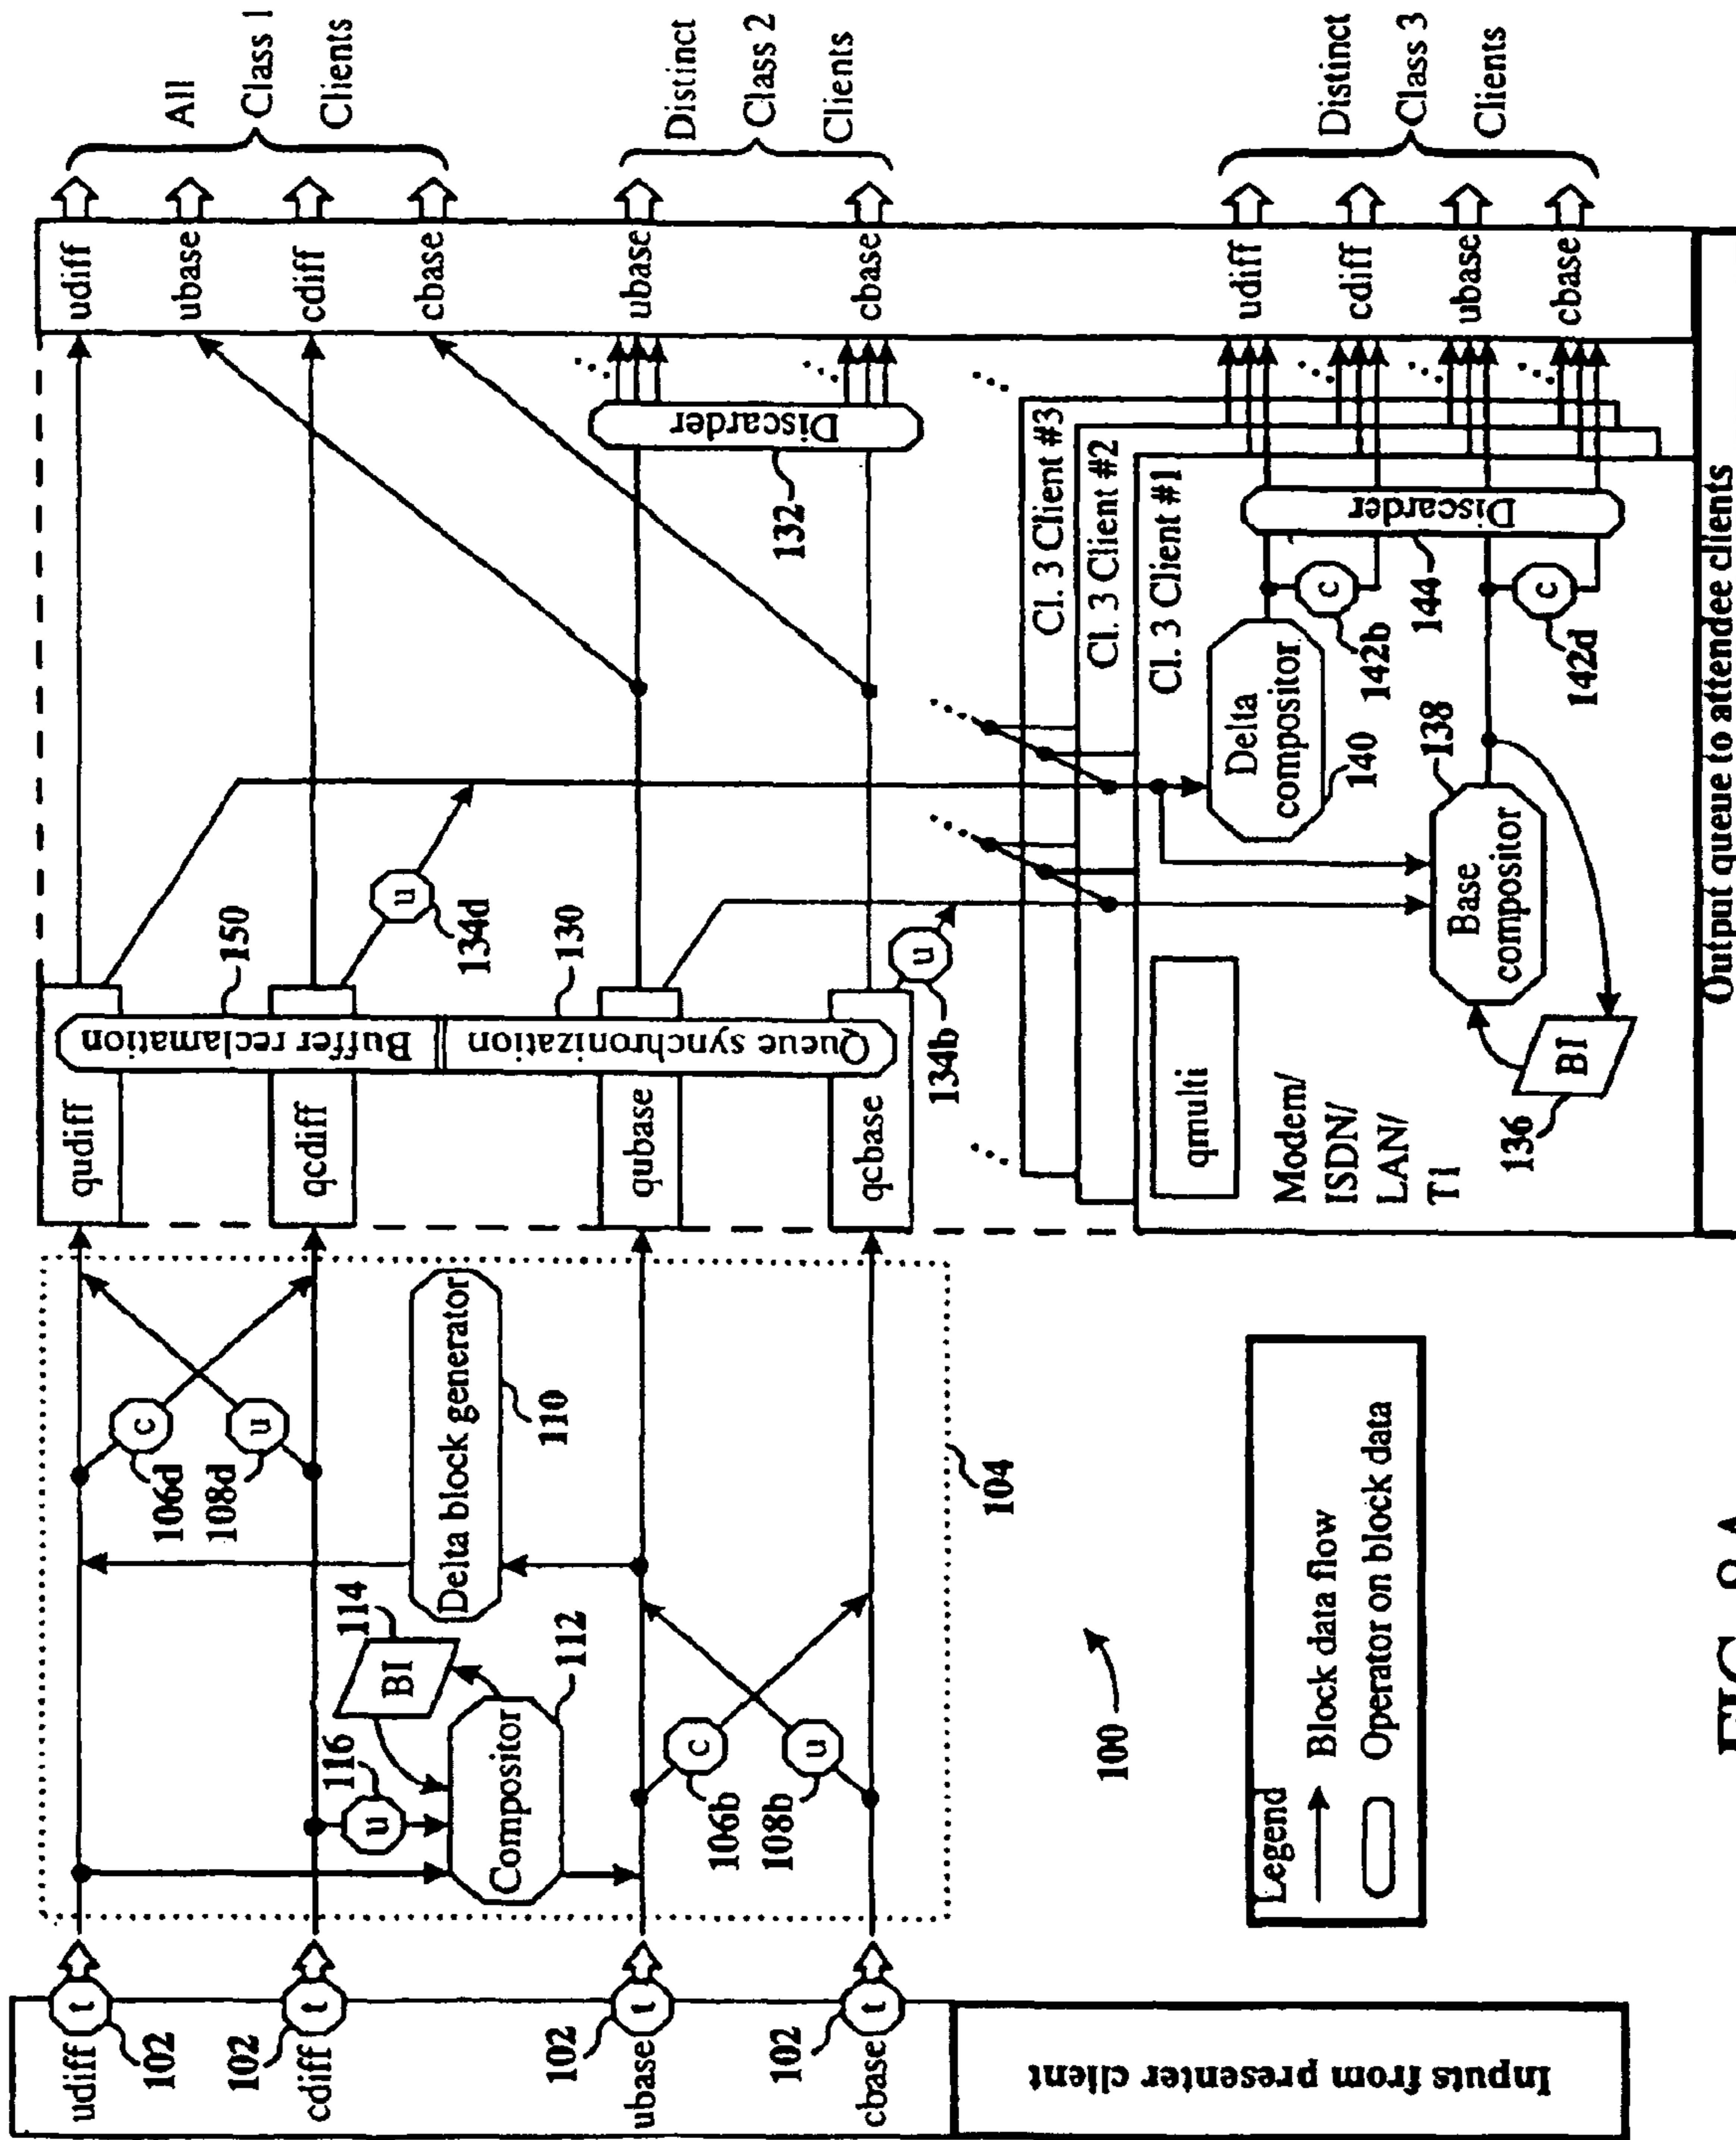 Inputs from presenter client
udiff
t
102
cdiff
t
102
ubase
t
102
cbase
t
102
104
Compositor
112
u
116
BI
114
Delta block generator
110
c
106d
u
108d
c
106b
u
108b
100
Legend
Block data flow
Operator on block data
qudiff
qcdiff
qubase
qcbase
Buffer reclamation
150
Queue synchronization
130
u
134d
u
134b
Discarder
132
Cl. 3 Client #3
Cl. 3 Client #2
Cl. 3 Client #1
qmulti
Modem/
ISDN/
LAN/
T1
BI
136
Base
compositor
138
Delta
compositor
140
c
142b
c
142d
Discarder
144
udiff
ubase
cdiff
cbase
ubase
cbase
udiff
cdiff
ubase
cbase
All
Class 1
Clients
Distinct
Class 2
Clients
Distinct
Class 3
Clients
Output queue to attendee clients